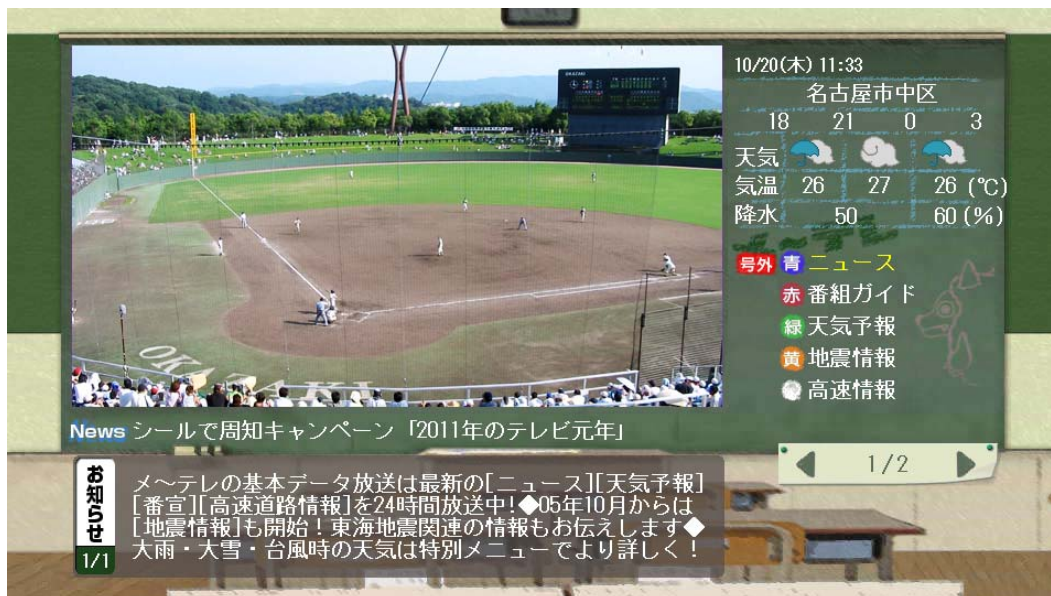 OKAZAKI
OKAZAKI
10/20(木) 11:33
名古屋市中区
18 21 0 3
天気
気温 26 27 26 (℃)
降水 50 60 (%)
メ～テレ
号外 青 ニュース
赤 番組ガイド
緑 天気予報
黄 地震情報
高速情報
News シールで周知キャンペーン「2011年のテレビ元年」
1/2
お知らせ
1/1
メ～テレの基本データ放送は最新の[ニュース][天気予報]
[番宣][高速道路情報]を24時間放送中!◆05年10月からは
[地震情報]も開始!東海地震関連の情報もお伝えします◆
大雨・大雪・台風時の天気は特別メニューでより詳しく!